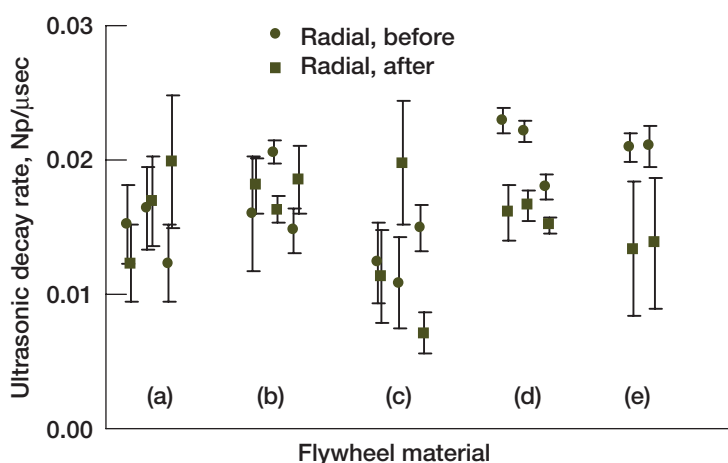 0.03
Radial, before
Radial, after
0.02
Ultrasonic decay rate, Np/μsec
0.01
(a) (b) (c) (d) (e)
0.00
Flywheel material